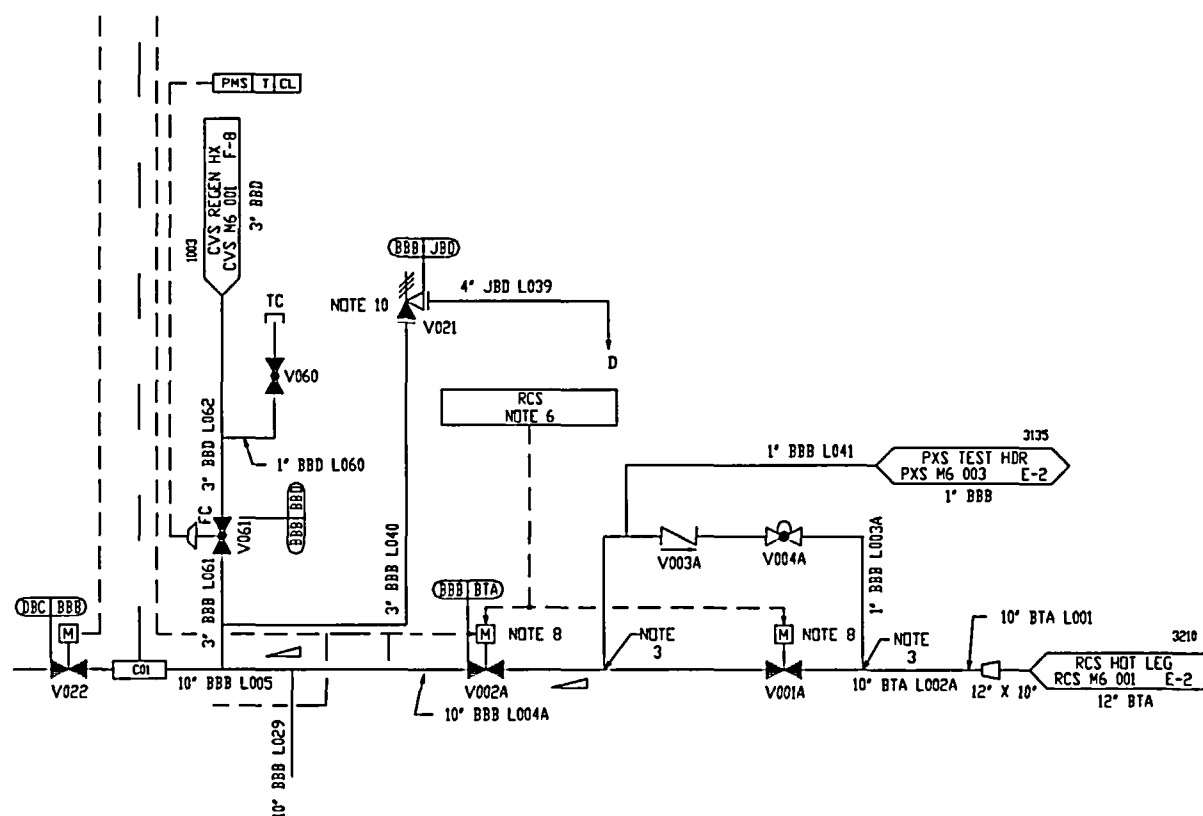 PMS T CL
CVS REGEN HX
CVS M6 001 F-8
1003
3" BBD
BBB JBD
4" JBD L039
NOTE 10
V021
D
TC
V060
RCS
NOTE 6
3" BBD L062
1" BBD L060
1" BBB L041
3135
PXS TEST HDR
PXS M6 003 E-2
1" BBB
FC
V061
BBB BBD
3" BBB L040
V003A
V004A
1" BBB L003A
3" BBB L061
DBC BBB
M
BBB BTA
M
NOTE 8
M
NOTE 8
NOTE
3
NOTE
3
10" BTA L001
3210
RCS HOT LEG
RCS M6 001 E-2
12" BTA
V022
C01
10" BBB L005
V002A
V001A
10" BTA L002A
12" X 10"
10" BBB L004A
10" BBB L029